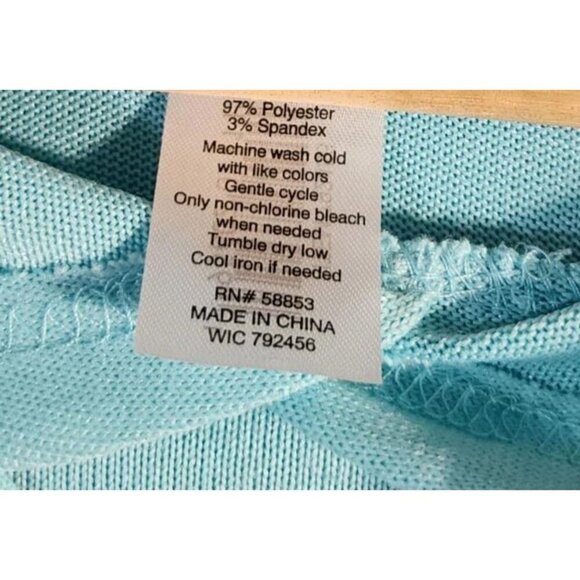 97% Polyester
3% Spandex
Machine wash cold
with like colors
Gentle cycle
Only non-chlorine bleach
when needed
Tumble dry low
Cool iron if needed
RN# 58853
MADE IN CHINA
WIC 792456